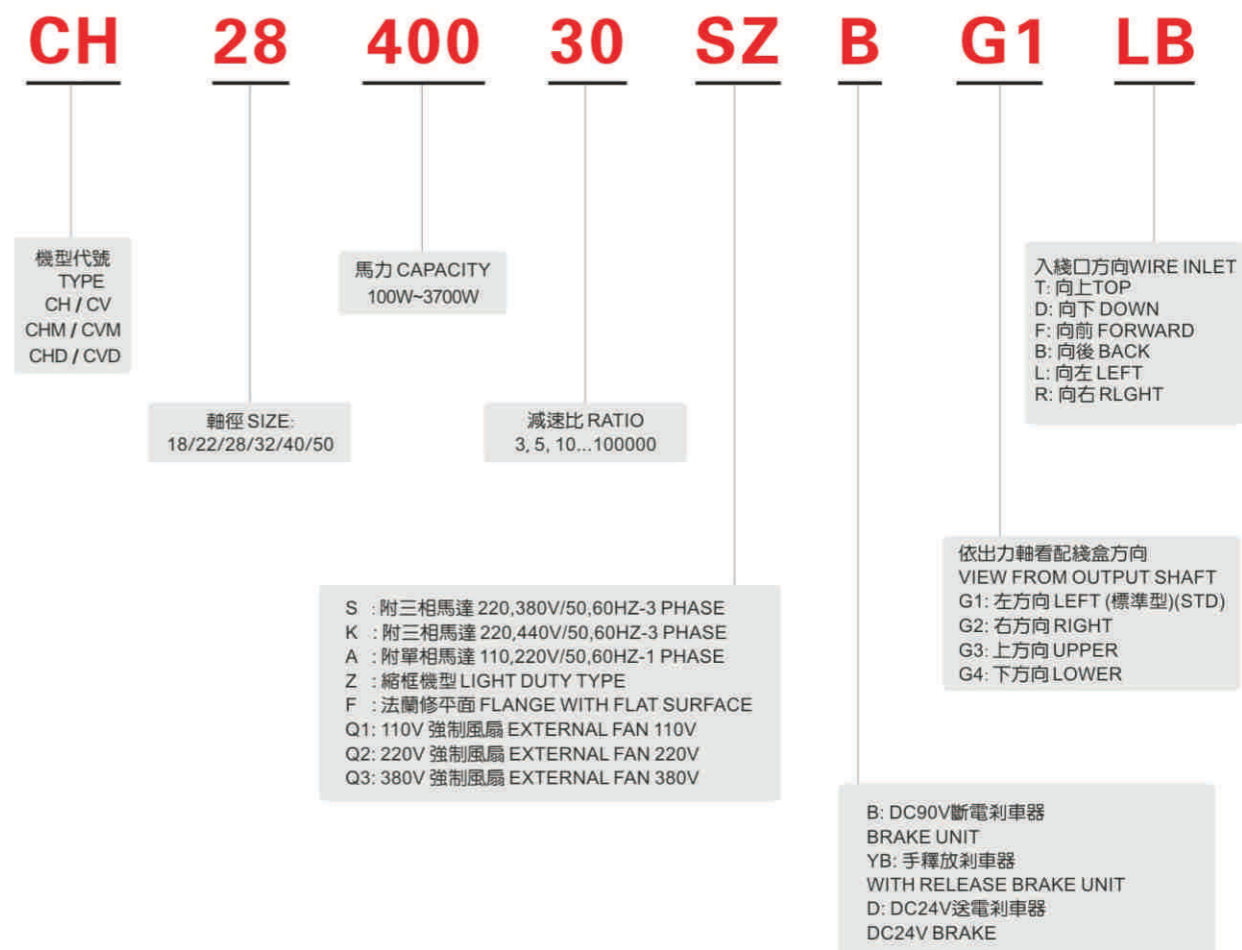 CH 28 400 30 SZ B G1 LB
機型代號
TYPE
CH / CV
CHM / CVM
CHD / CVD
軸徑 SIZE:
18/22/28/32/40/50
馬力 CAPACITY
100W~3700W
減速比 RATIO
3, 5, 10...100000
S : 附三相馬達 220,380V/50,60HZ-3 PHASE
K : 附三相馬達 220,440V/50,60HZ-3 PHASE
A : 附單相馬達 110,220V/50,60HZ-1 PHASE
Z : 縮框機型 LIGHT DUTY TYPE
F : 法蘭修平面 FLANGE WITH FLAT SURFACE
Q1: 110V 強制風扇 EXTERNAL FAN 110V
Q2: 220V 強制風扇 EXTERNAL FAN 220V
Q3: 380V 強制風扇 EXTERNAL FAN 380V
B: DC90V斷電剎車器
BRAKE UNIT
YB: 手釋放剎車器
WITH RELEASE BRAKE UNIT
D: DC24V送電剎車器
DC24V BRAKE
依出力軸看配綫盒方向
VIEW FROM OUTPUT SHAFT
G1: 左方向 LEFT (標準型)(STD)
G2: 右方向 RIGHT
G3: 上方向 UPPER
G4: 下方向 LOWER
入綫口方向WIRE INLET
T: 向上TOP
D: 向下 DOWN
F: 向前 FORWARD
B: 向後 BACK
L: 向左 LEFT
R: 向右 RLGHT